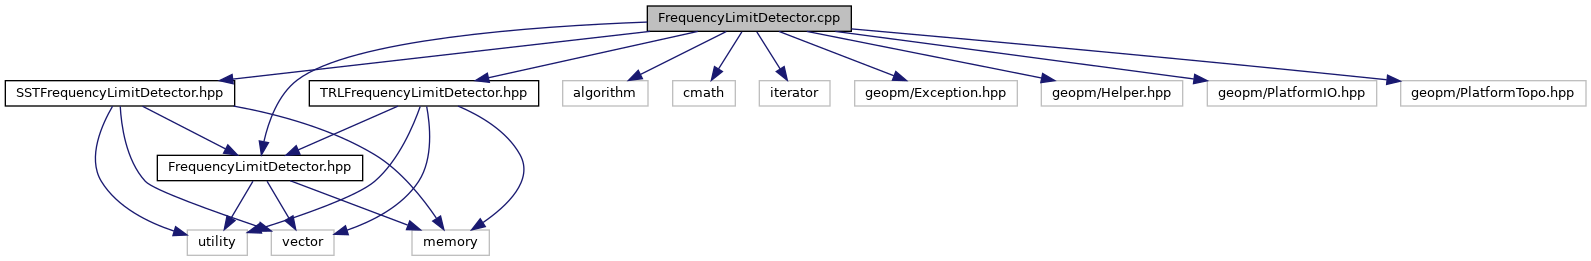 FrequencyLimitDetector.cpp
SSTFrequencyLimitDetector.hpp
TRLFrequencyLimitDetector.hpp
algorithm
cmath
iterator
geopm/Exception.hpp
geopm/Helper.hpp
geopm/PlatformIO.hpp
geopm/PlatformTopo.hpp
FrequencyLimitDetector.hpp
utility
vector
memory